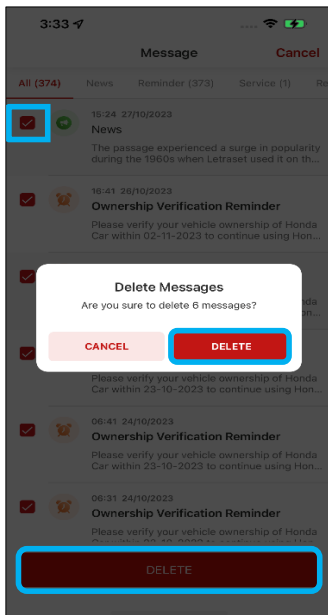 3:33
Message
Cancel
All (374) News Reminder (373) Service (1) Re
15:24 27/10/2023
News
The passage experienced a surge in popularity
during the 1960s when Letraset used it on th...
16:41 26/10/2023
Ownership Verification Reminder
Please verify your vehicle ownership of Honda
Car within 02-11-2023 to continue using Hon...
Delete Messages
Are you sure to delete 6 messages?
CANCEL
DELETE
Please verify your vehicle ownership of Honda
Car within 23-10-2023 to continue using Hon...
06:41 24/10/2023
Ownership Verification Reminder
Please verify your vehicle ownership of Honda
Car within 23-10-2023 to continue using Hon...
06:31 24/10/2023
Ownership Verification Reminder
Please verify your vehicle ownership of Honda
DELETE